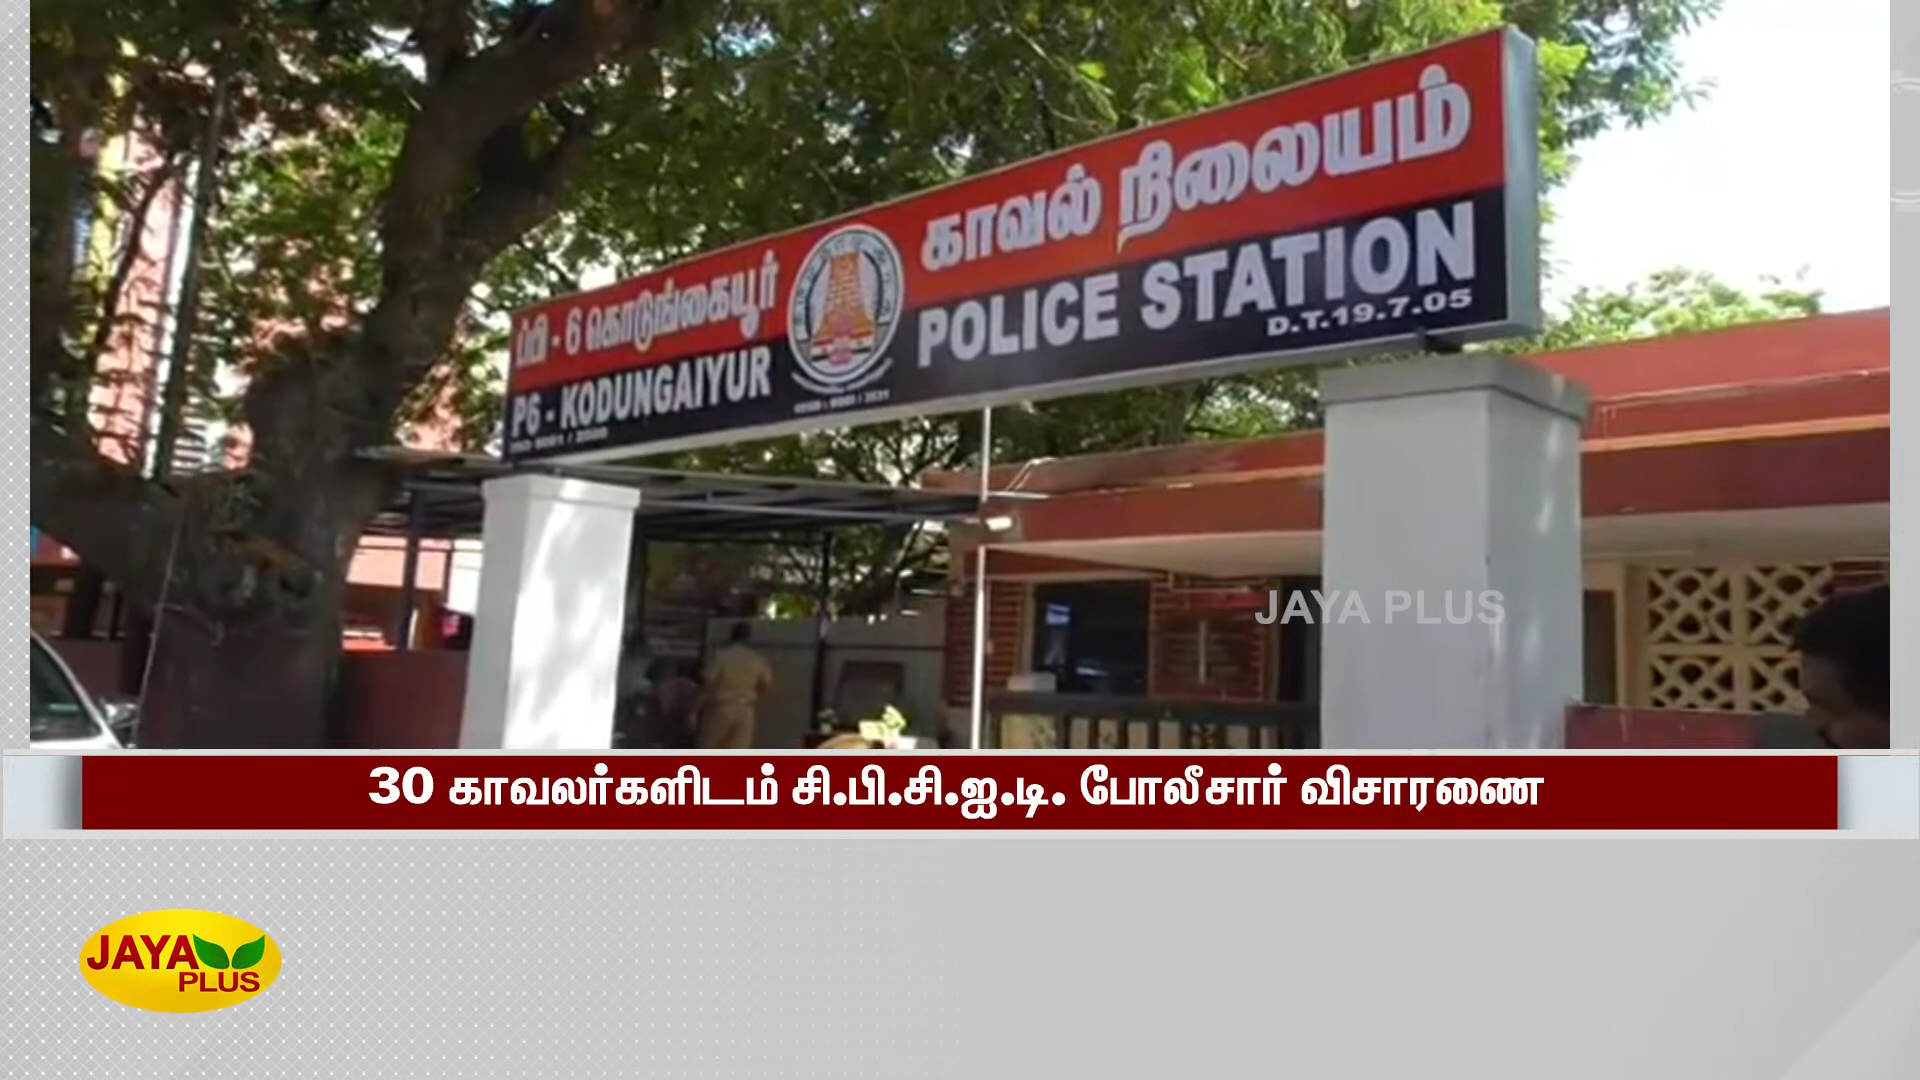 ப்பி - 6 கொடுங்கையூர்
காவல் நிலையம்
P6 - KODUNGAIYUR
POLICE STATION
D.T.19.7.05
JAYA PLUS
30 காவலர்களிடம் சி.பி.சி.ஐ.டி. போலீசார் விசாரணை
JAYA
PLUS